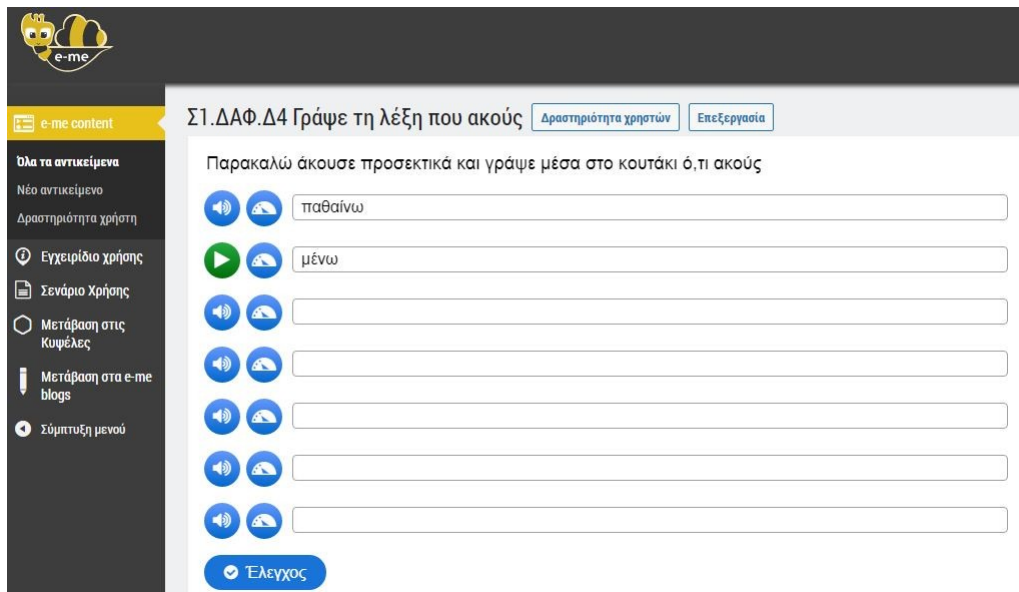 e-me
e-me content
Όλα τα αντικείμενα
Νέο αντικείμενο
Δραστηριότητα χρήστη
Εγχειρίδιο χρήσης
Σενάριο Χρήσης
Μετάβαση στις
Κυψέλες
Μετάβαση στα e-me
blogs
Σύμπτυξη μενού
Σ1.ΔΑΦ.Δ4 Γράψε τη λέξη που ακούς Δραστηριότητα χρηστών Επεξεργασία
Παρακαλώ άκουσε προσεκτικά και γράψε μέσα στο κουτάκι ό,τι ακούς
παθαίνω
μένω
Έλεγχος